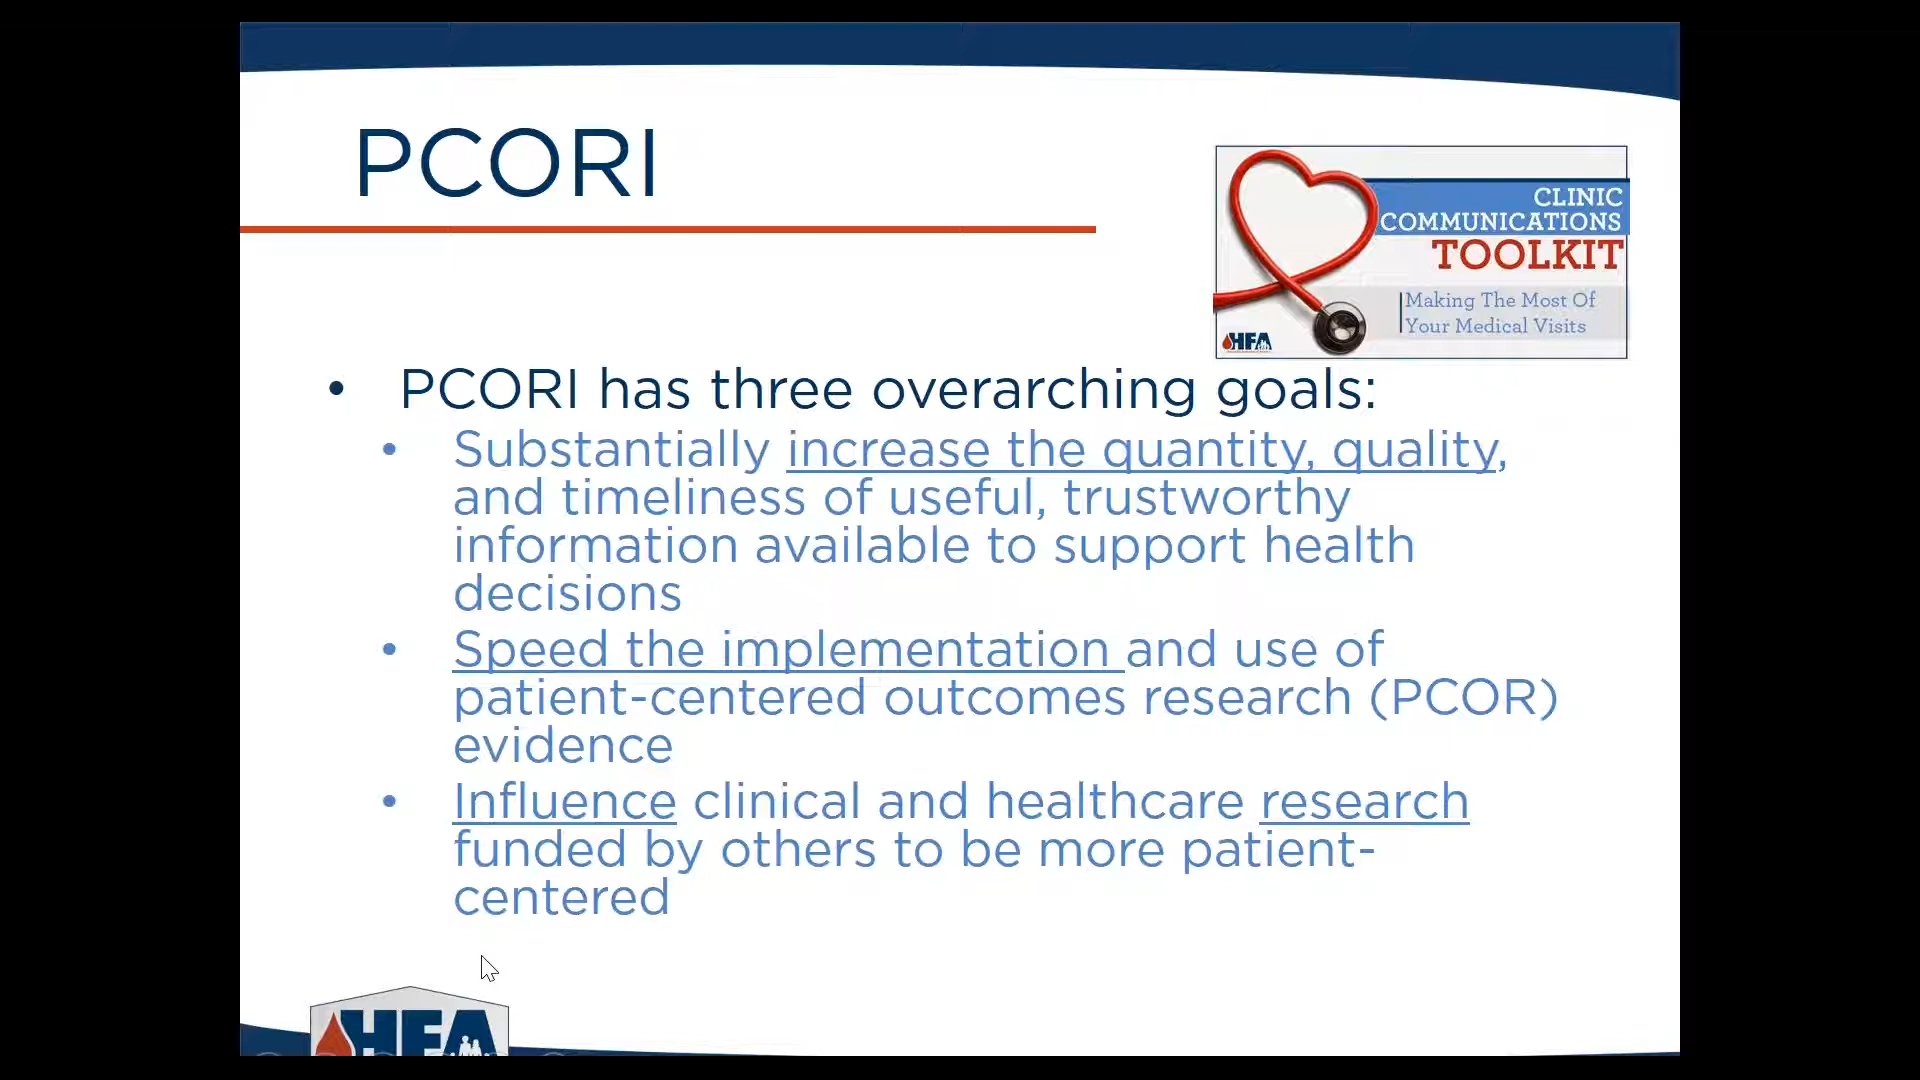 PCORI
CLINIC
COMMUNICATIONS
TOOLKIT
Making The Most Of
Your Medical Visits
HFA
• PCORI has three overarching goals:
• Substantially increase the quantity, quality,
and timeliness of useful, trustworthy
information available to support health
decisions
• Speed the implementation and use of
patient-centered outcomes research (PCOR)
evidence
• Influence clinical and healthcare research
funded by others to be more patient-
centered
HFA